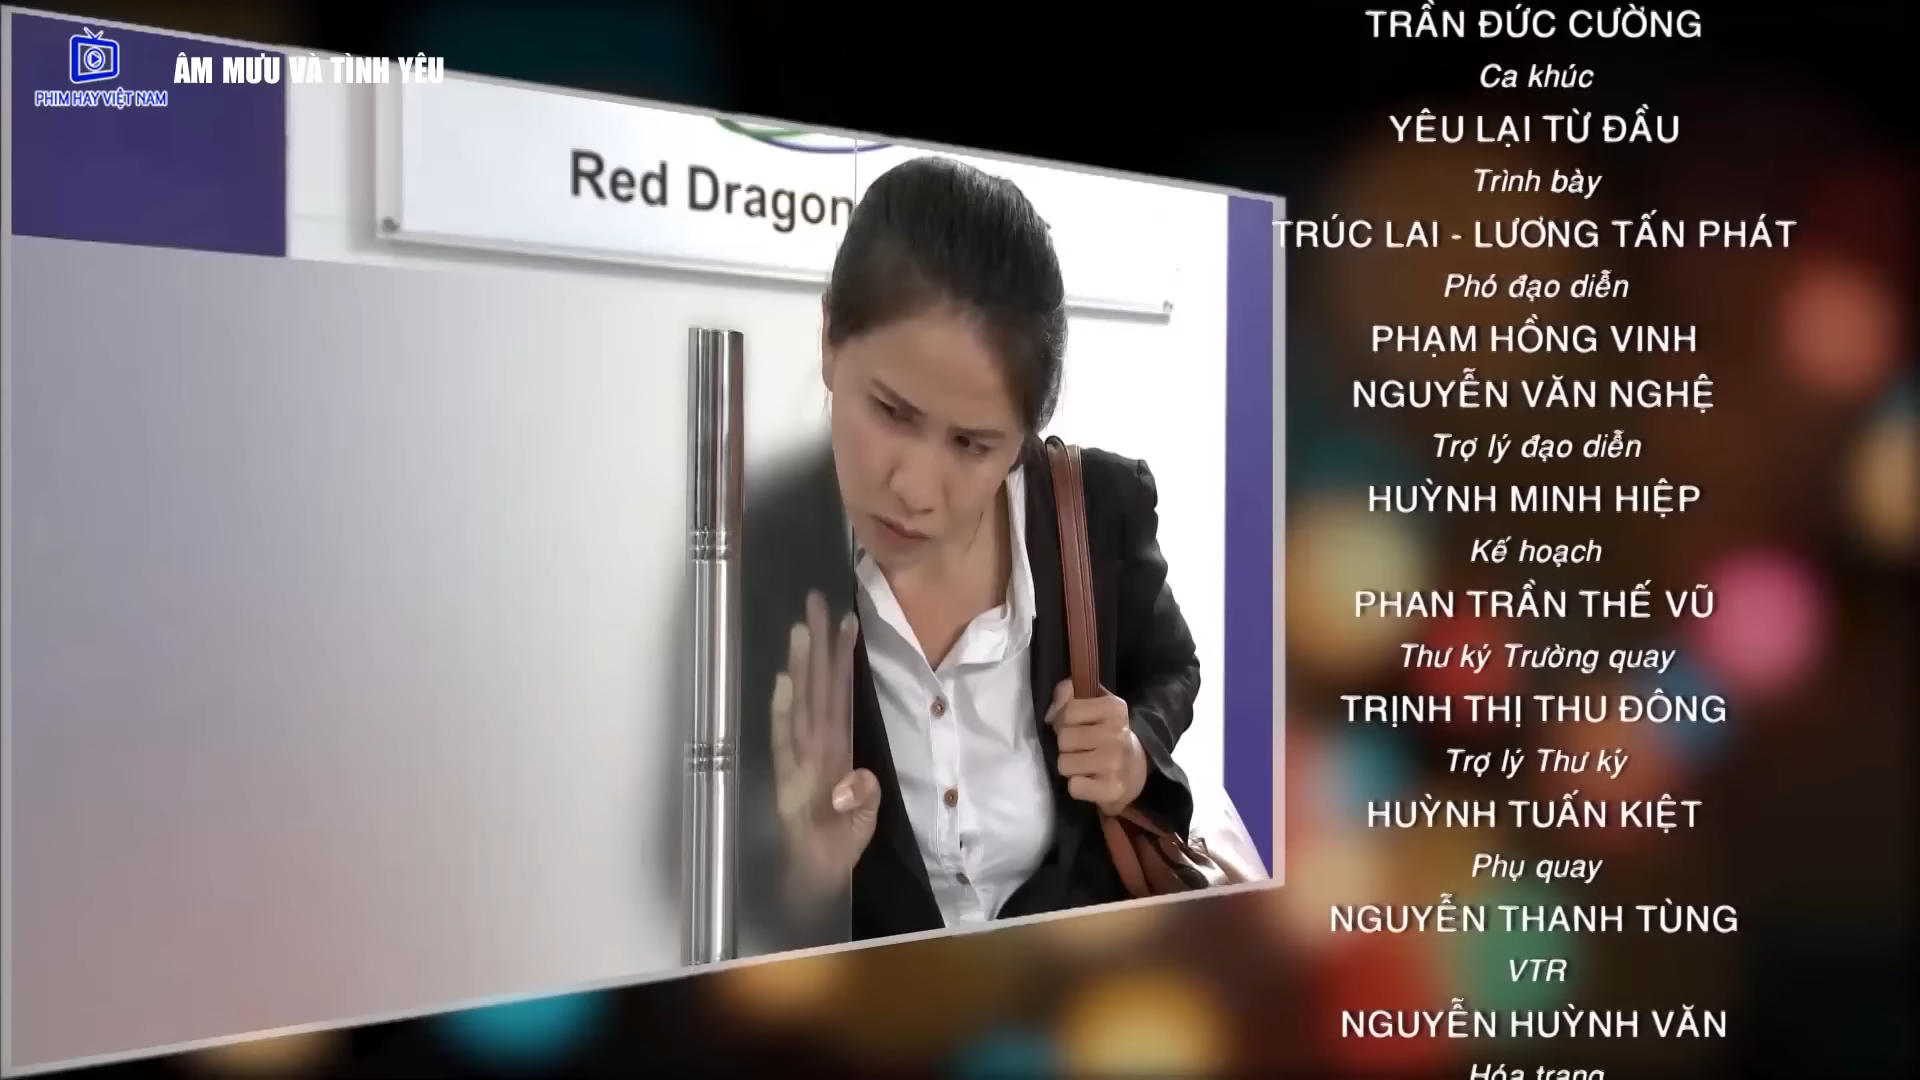 PHIM HAY VIỆT NAM
ÂM MƯU VÀ TÌNH YÊU
Red Dragon
TRẦN ĐỨC CƯỜNG
Ca khúc
YÊU LẠI TỪ ĐẦU
Trình bày
TRÚC LAI - LƯƠNG TẤN PHÁT
Phó đạo diễn
PHẠM HỒNG VINH
NGUYỄN VĂN NGHỆ
Trợ lý đạo diễn
HUỲNH MINH HIỆP
Kế hoạch
PHAN TRẦN THẾ VŨ
Thư ký Trường quay
TRỊNH THỊ THU ĐÔNG
Trợ lý Thư ký
HUỲNH TUẤN KIỆT
Phụ quay
NGUYỄN THANH TÙNG
VTR
NGUYỄN HUỲNH VĂN
Hóa trang